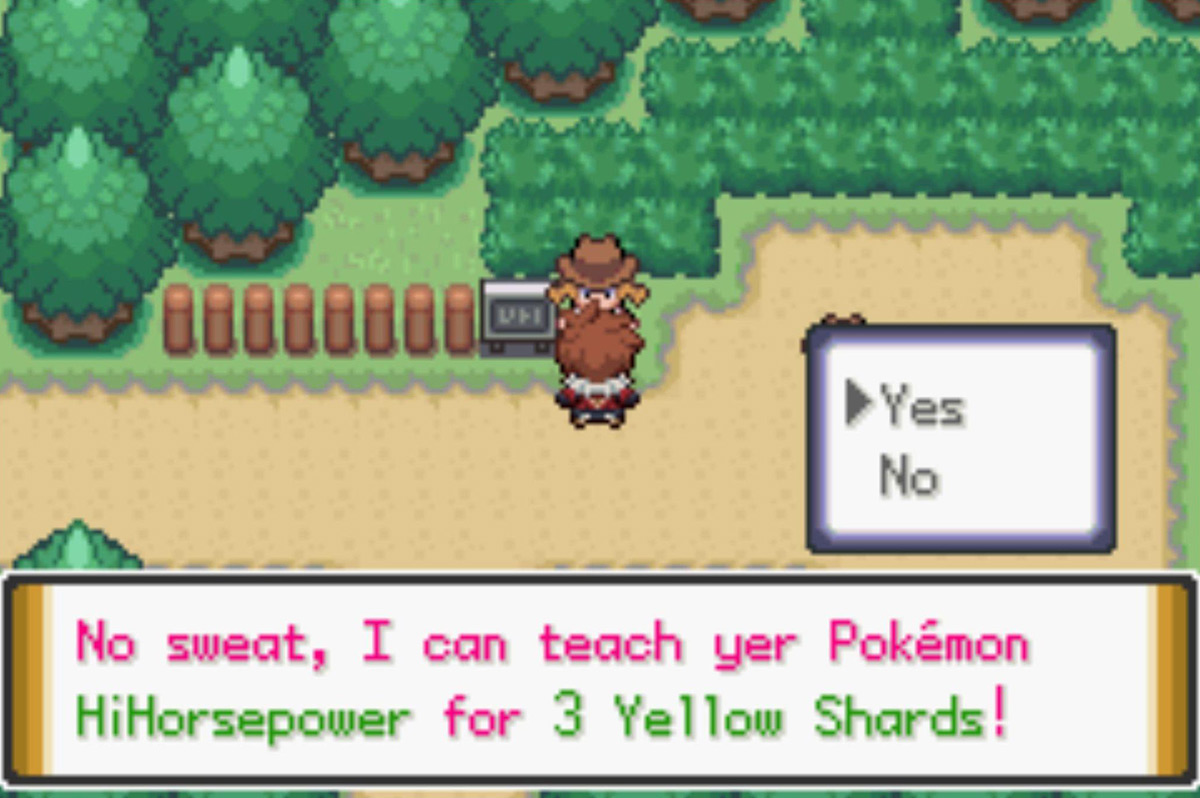 Yes
No
No sweat, I can teach yer Pokémon
HiHorsepower for 3 Yellow Shards!